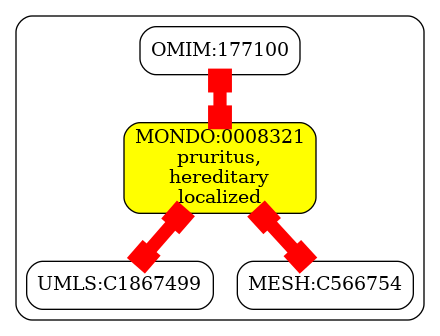 OMIM:177100
MONDO:0008321
pruritus,
hereditary
localized
UMLS:C1867499
MESH:C566754